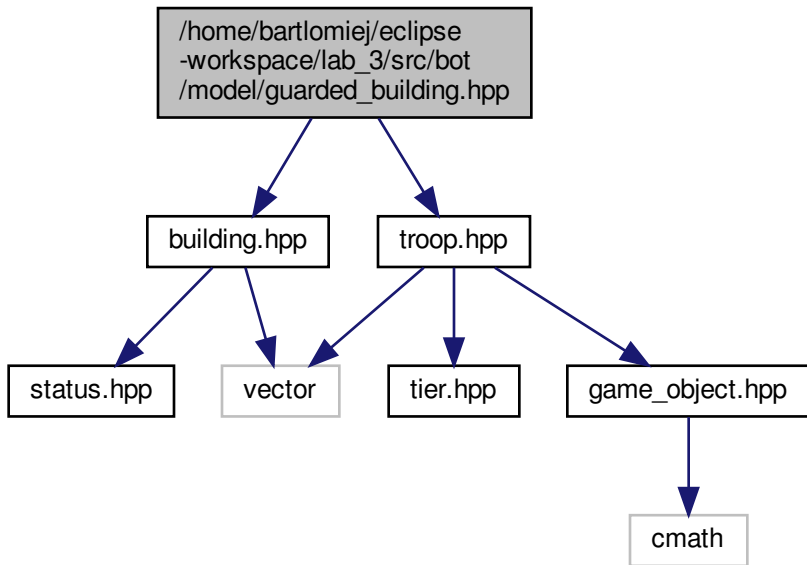 /home/bartlomiej/eclipse
-workspace/lab_3/src/bot
/model/guarded_building.hpp
building.hpp
troop.hpp
status.hpp
vector
tier.hpp
game_object.hpp
cmath